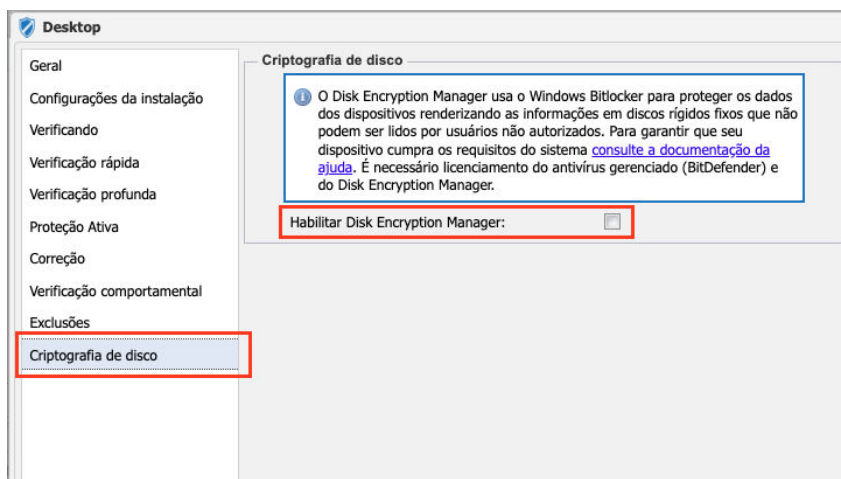 Desktop
Geral
Configurações da instalação
Verificando
Verificação rápida
Verificação profunda
Proteção Ativa
Correção
Verificação comportamental
Exclusões
Criptografia de disco
Criptografia de disco
O Disk Encryption Manager usa o Windows Bitlocker para proteger os dados
dos dispositivos renderizando as informações em discos rígidos fixos que não
podem ser lidos por usuários não autorizados. Para garantir que seu
dispositivo cumpra os requisitos do sistema consulte a documentação da
ajuda. É necessário licenciamento do antivírus gerenciado (BitDefender) e
do Disk Encryption Manager.
Habilitar Disk Encryption Manager: